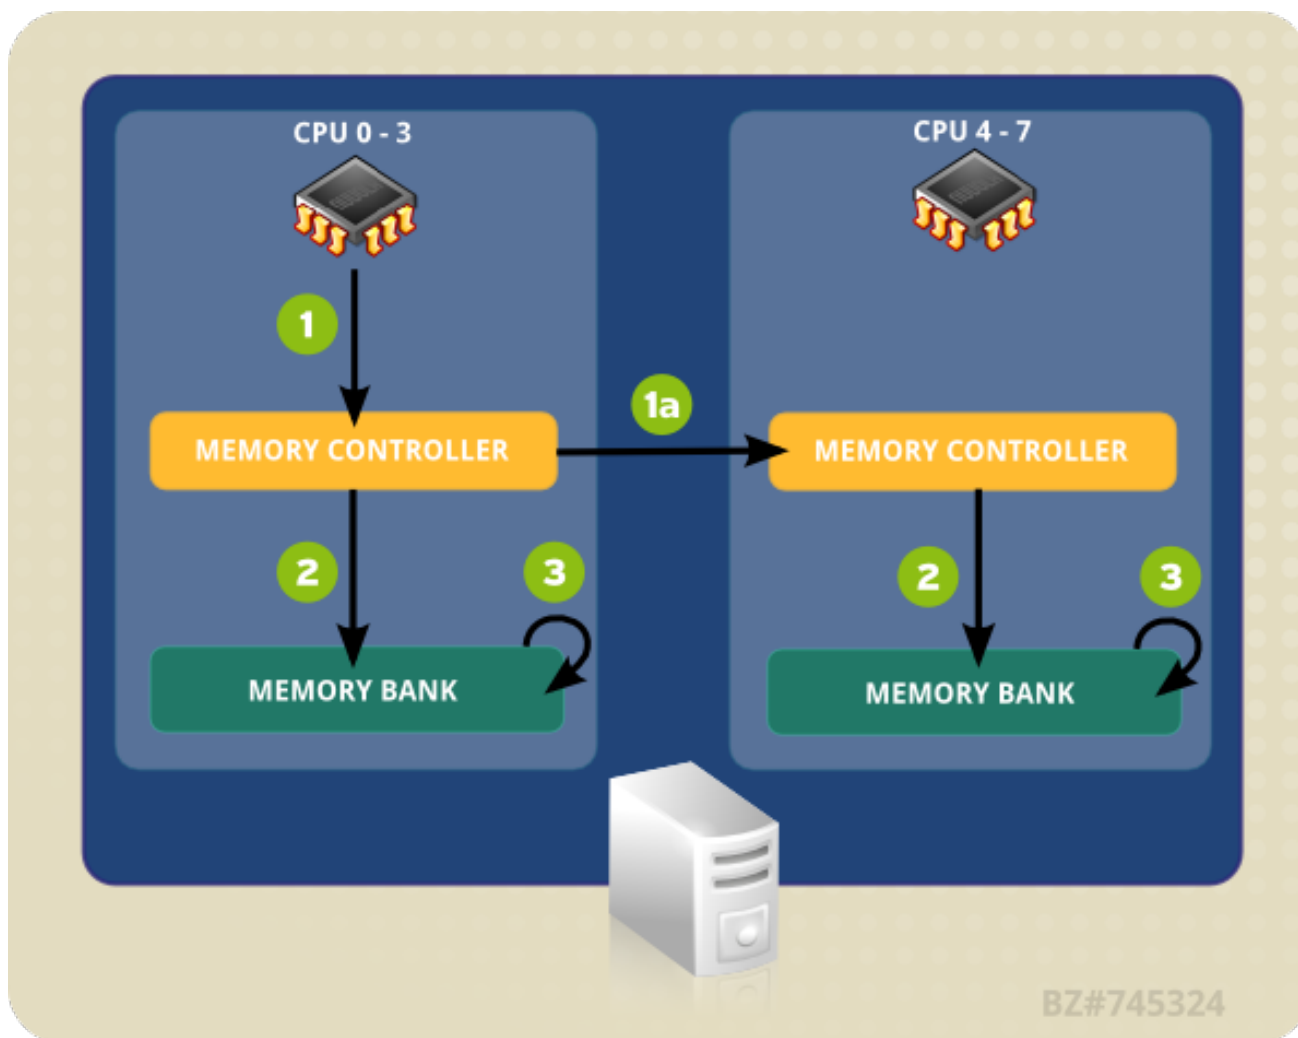 CPU 0 - 3
CPU 4 - 7
1
1a
MEMORY CONTROLLER
MEMORY CONTROLLER
2
3
2
3
MEMORY BANK
MEMORY BANK
BZ#745324